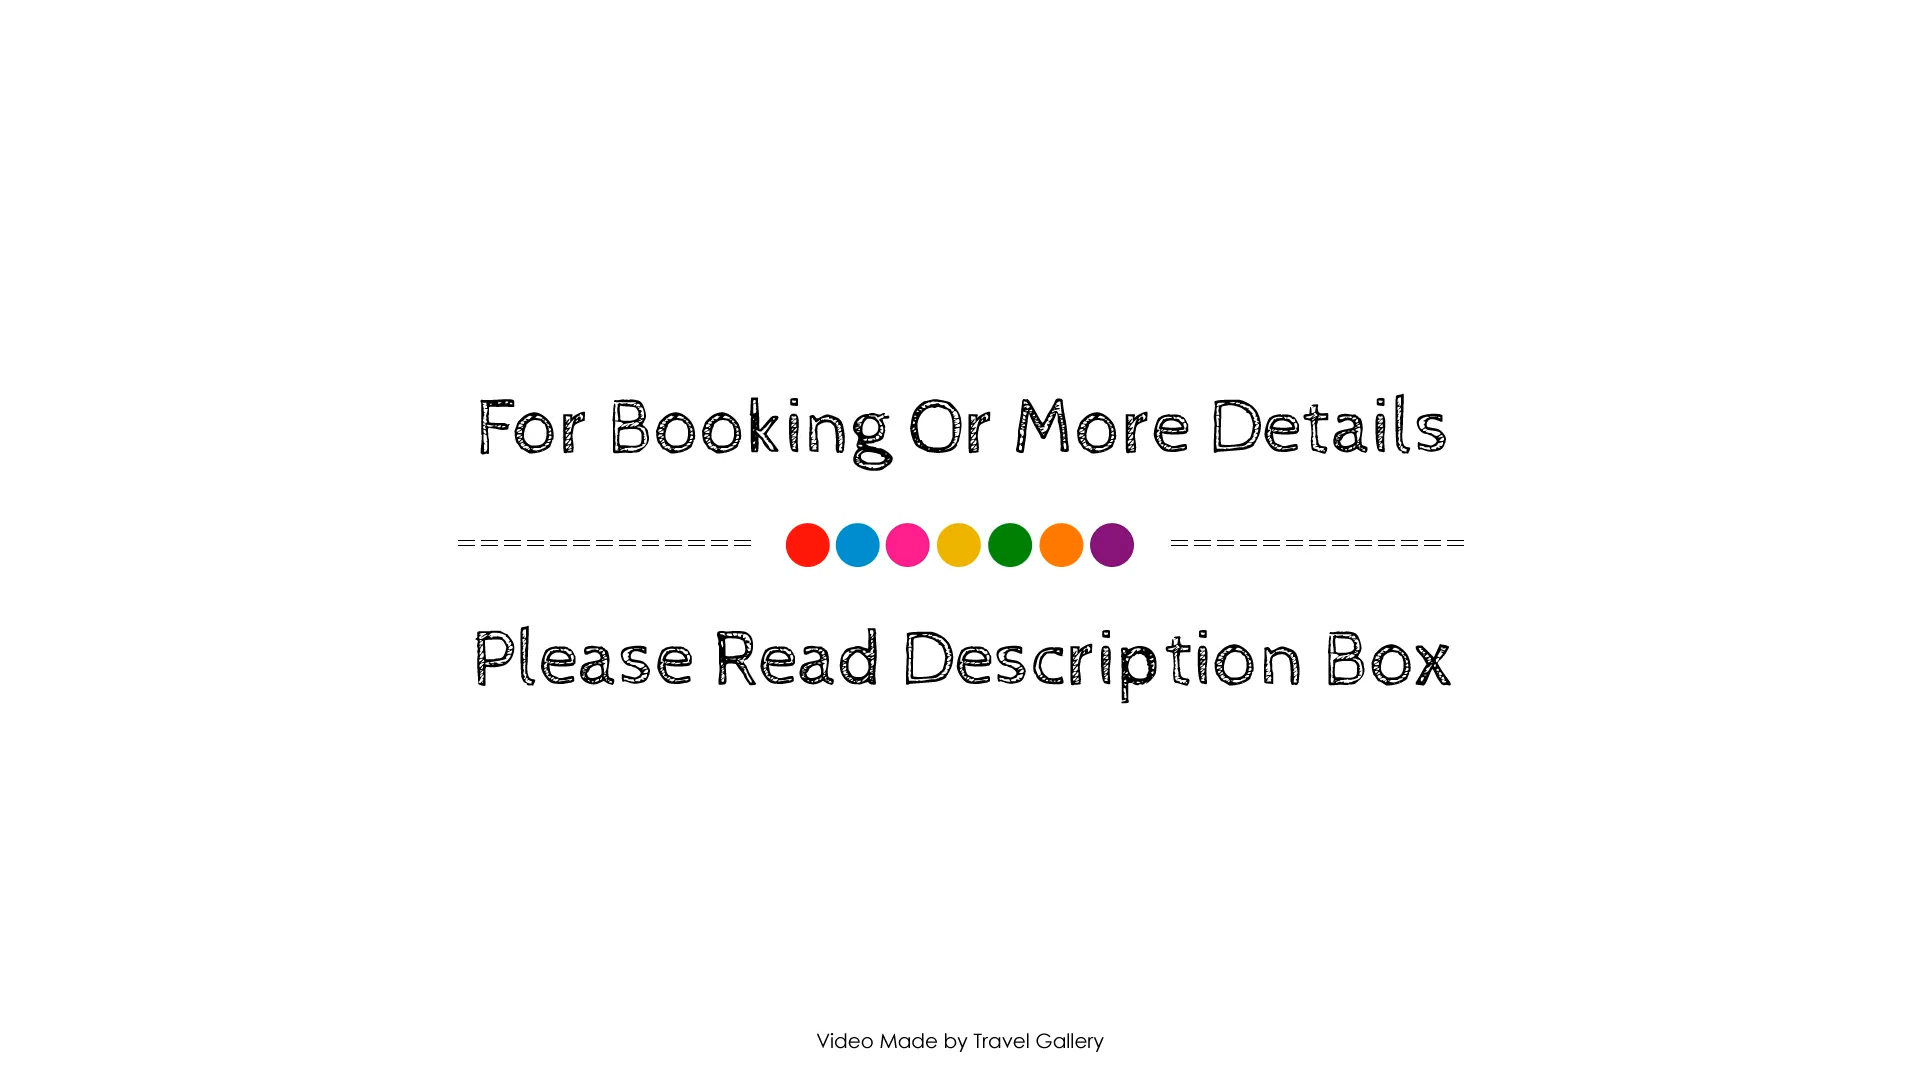 For Booking Or More Details
============= =============
Please Read Description Box
Video Made by Travel Gallery